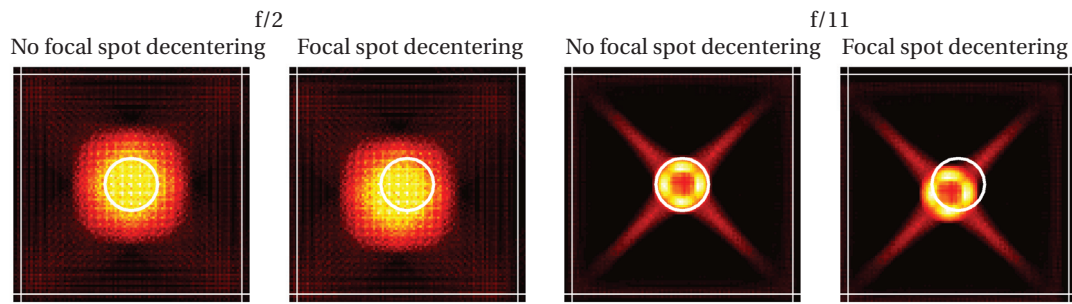 f/2
No focal spot decentering
Focal spot decentering
f/11
No focal spot decentering
Focal spot decentering